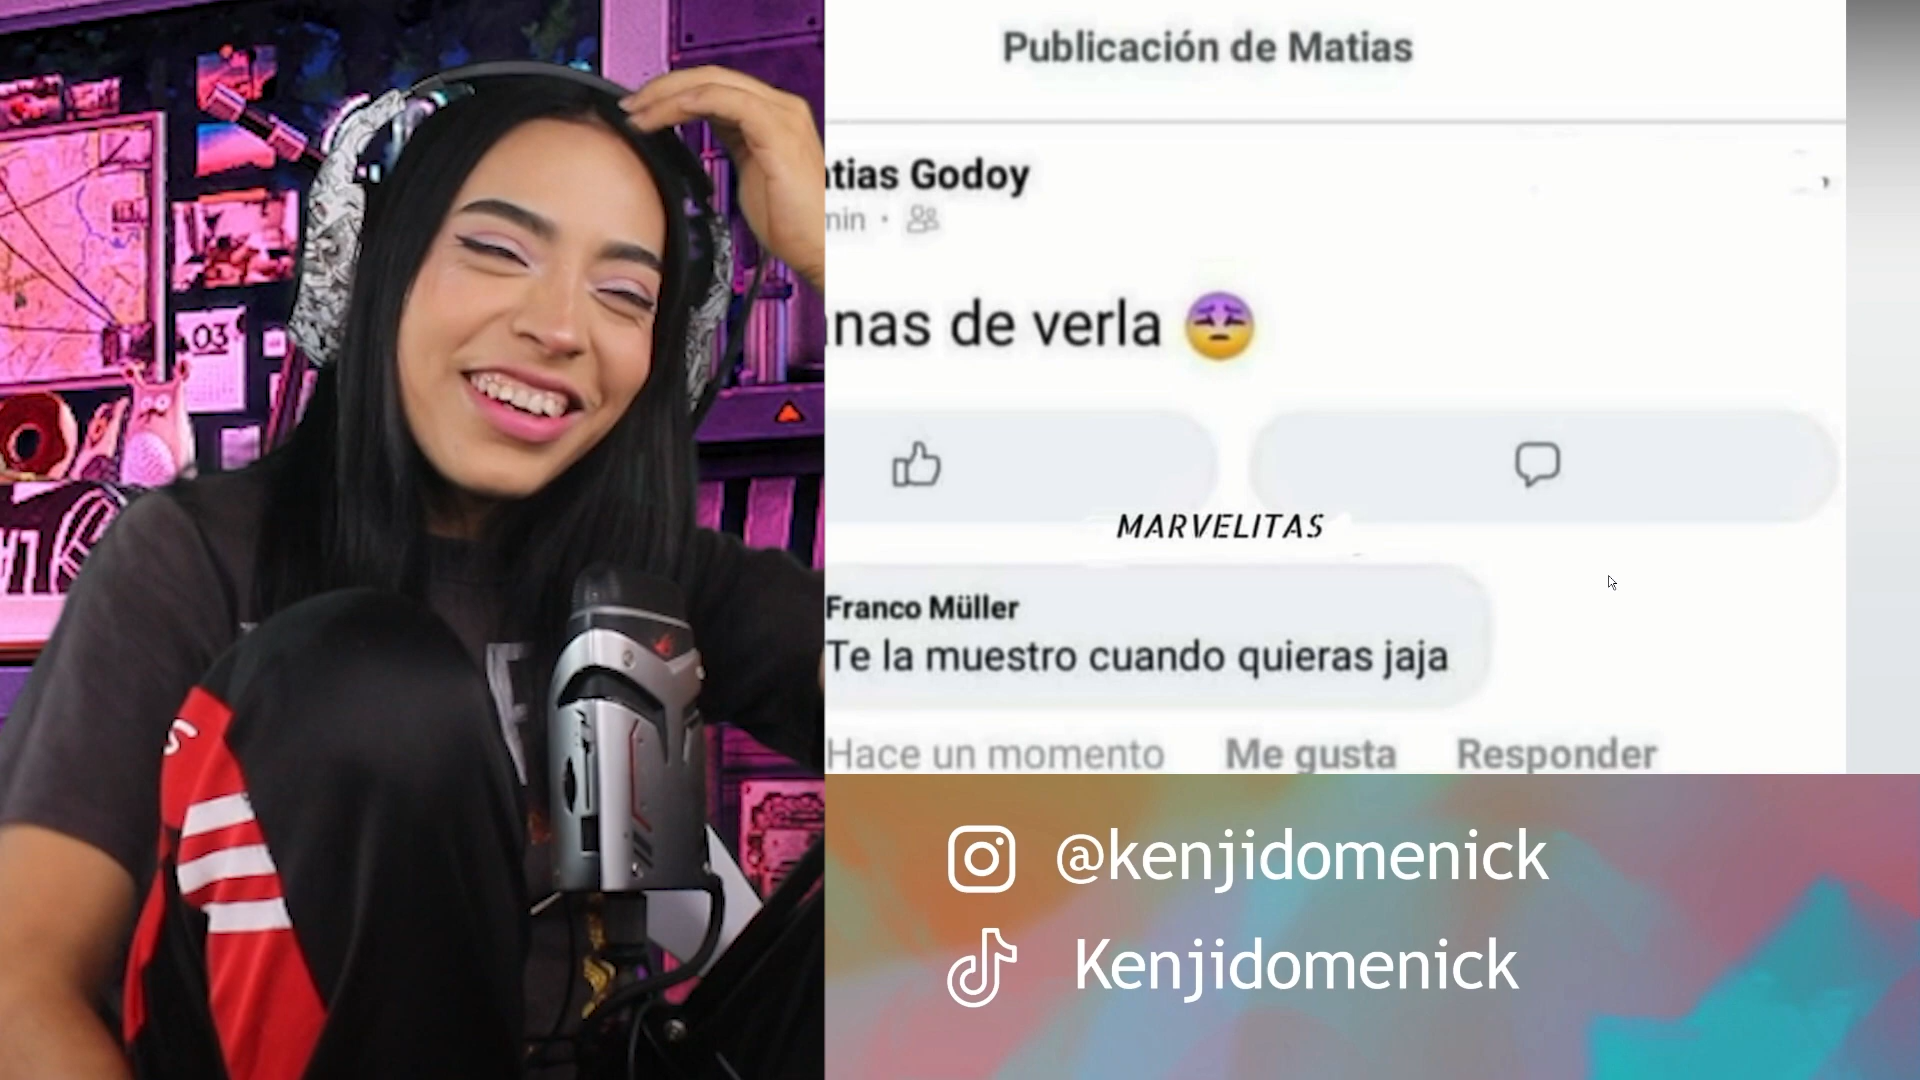 Publicación de Matias
tias Godoy
min
nas de verla
MARVELITAS
Franco Müller
Te la muestro cuando quieras jaja
Hace un momento Me gusta Responder
@kenjidomenick
Kenjidomenick
03